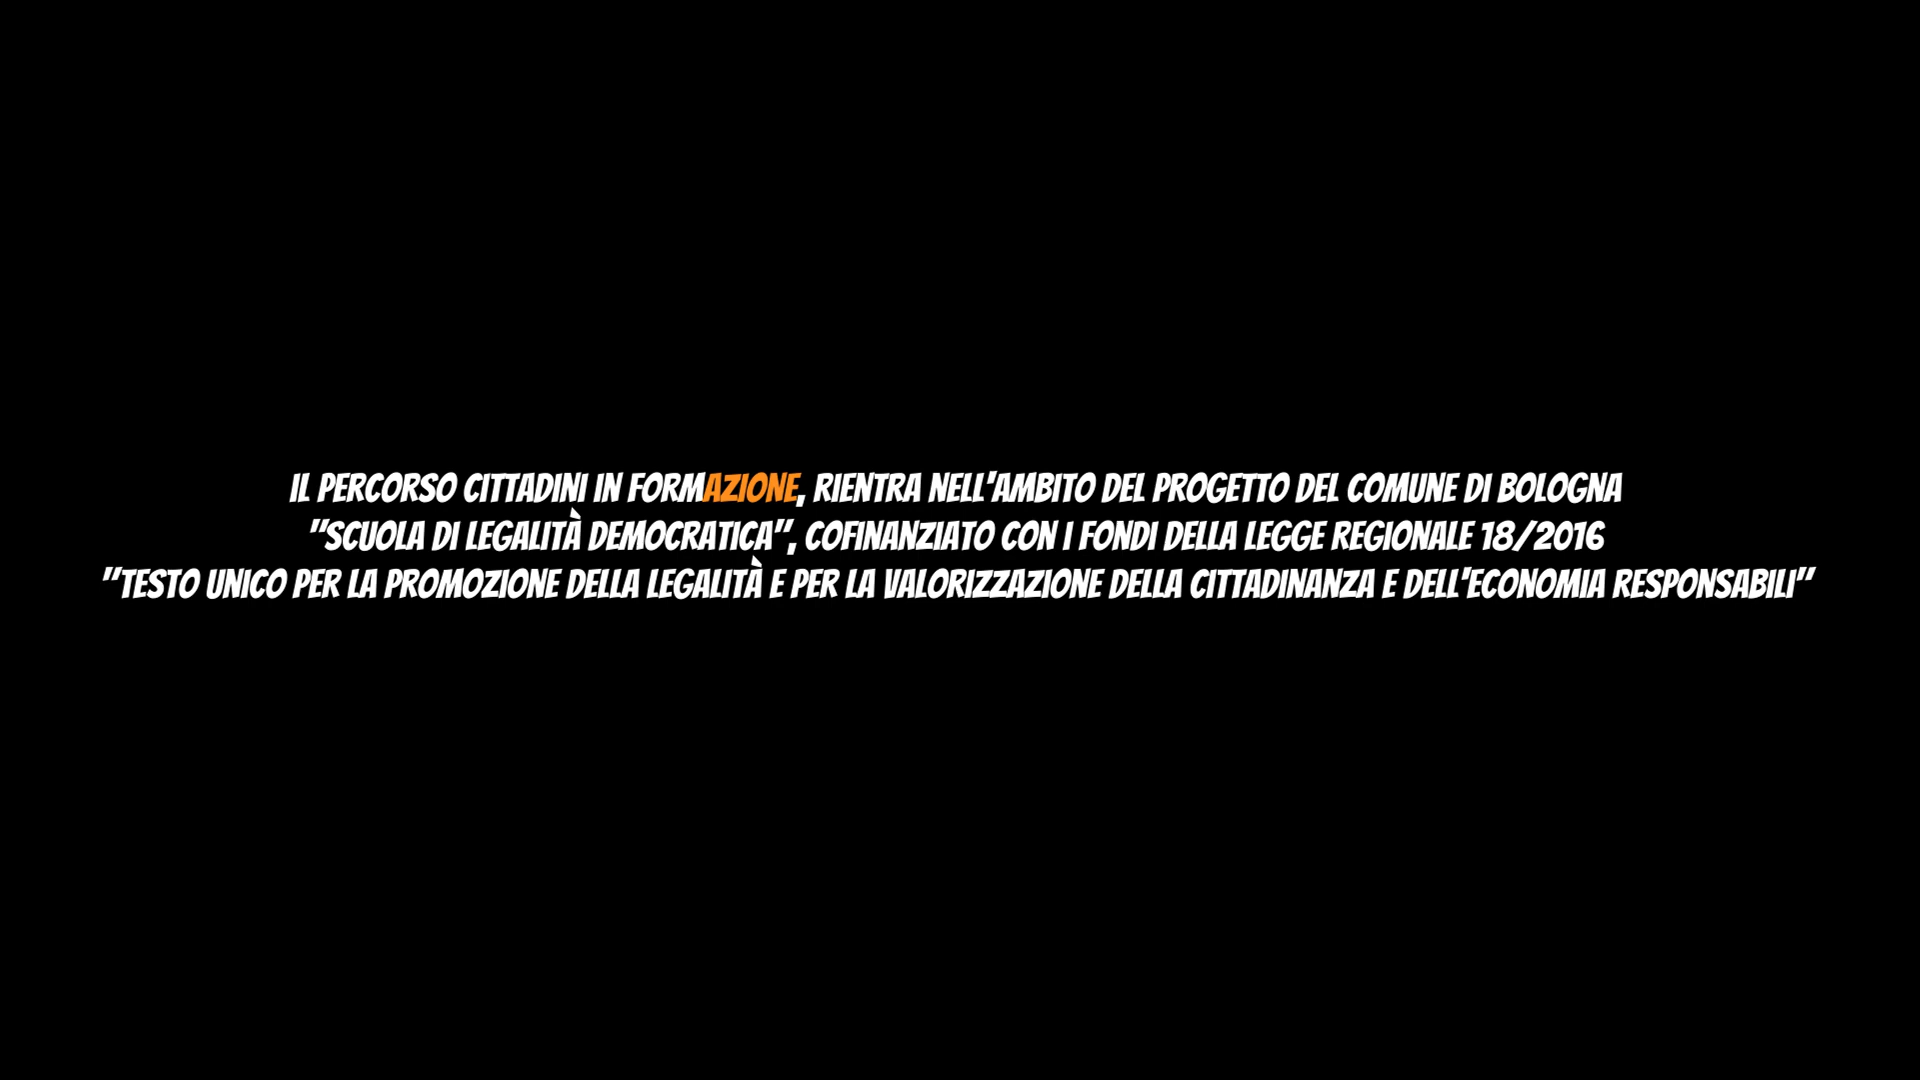 IL PERCORSO CITTADINI IN FORMAZIONE, RIENTRA NELL'AMBITO DEL PROGETTO DEL COMUNE DI BOLOGNA
"SCUOLA DI LEGALITÀ DEMOCRATICA", COFINANZIATO CON I FONDI DELLA LEGGE REGIONALE 18/2016
"TESTO UNICO PER LA PROMOZIONE DELLA LEGALITÀ E PER LA VALORIZZAZIONE DELLA CITTADINANZA E DELL'ECONOMIA RESPONSABILI"